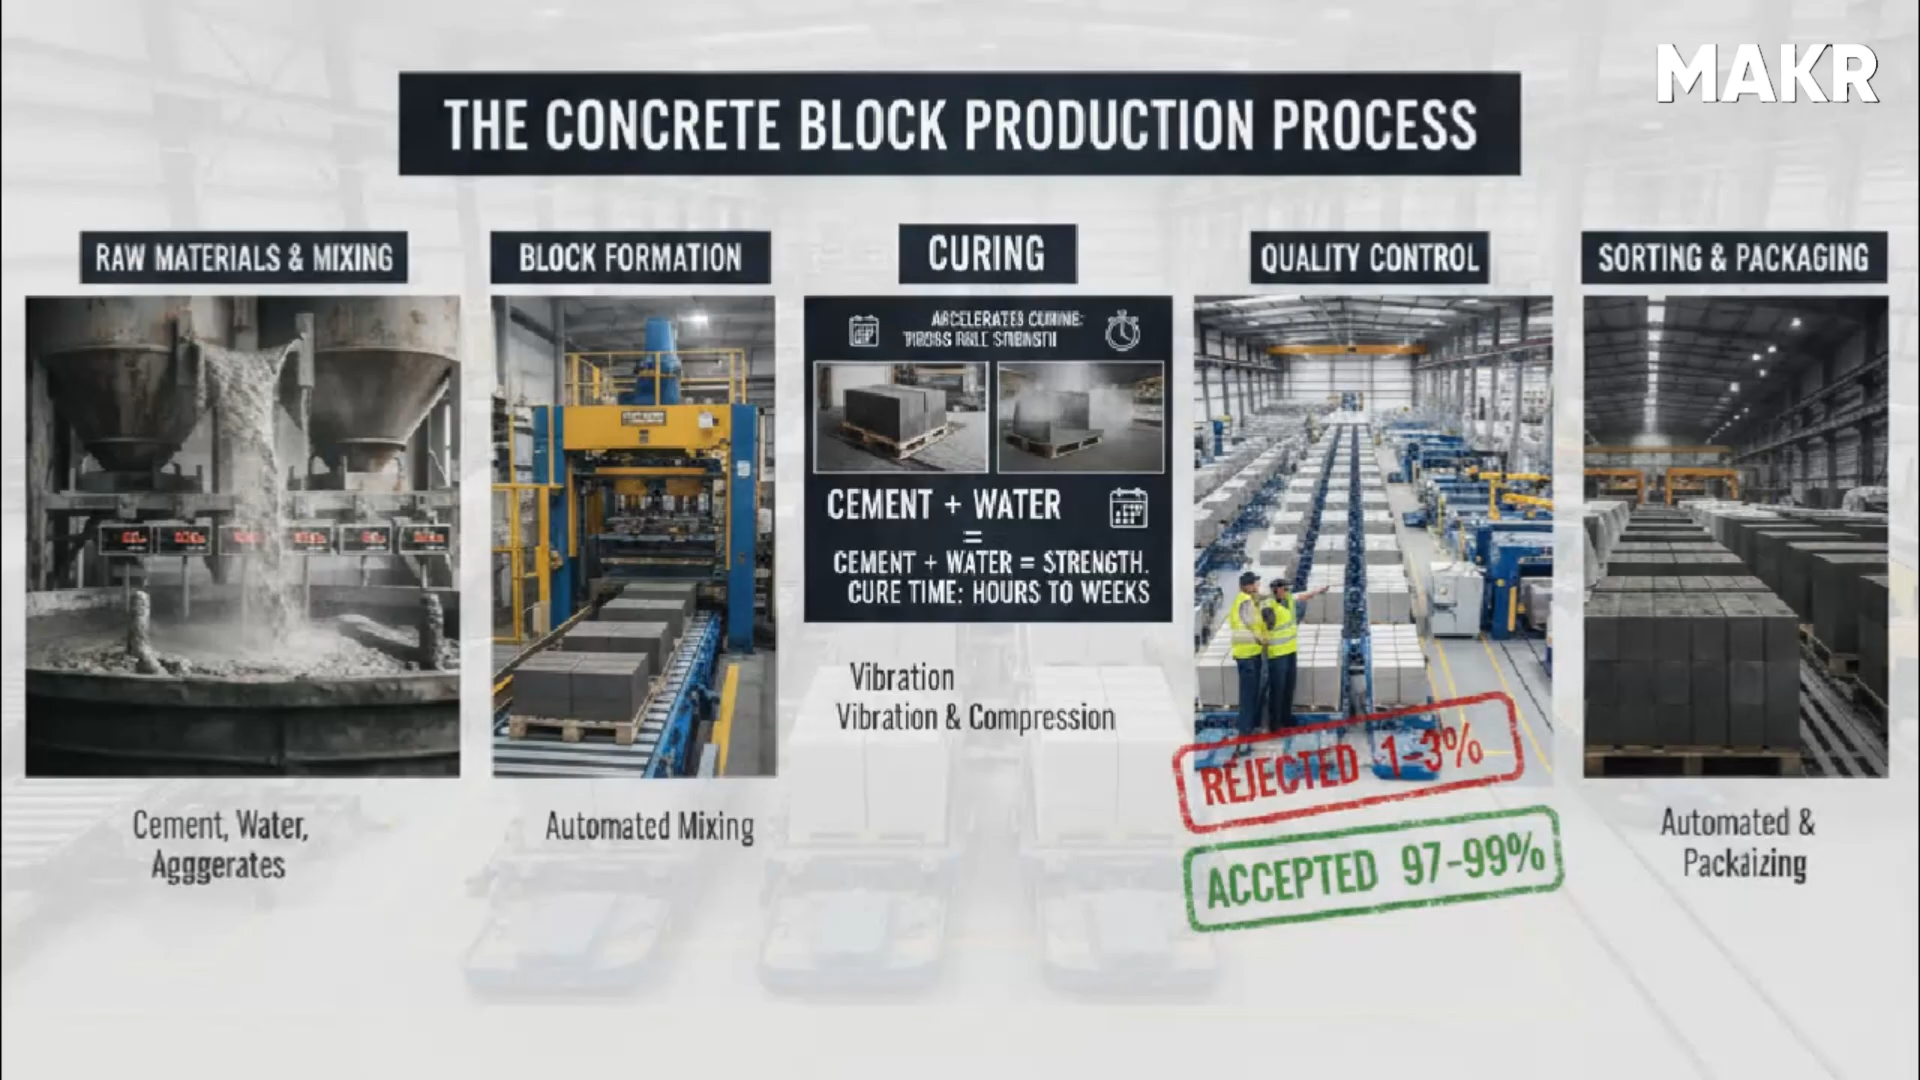 MAKR
THE CONCRETE BLOCK PRODUCTION PROCESS
RAW MATERIALS & MIXING
Cement, Water,
Agggerates
BLOCK FORMATION
Automated Mixing
CURING
CEMENT + WATER
=
CEMENT + WATER = STRENGTH.
CURE TIME: HOURS TO WEEKS
Vibration
Vibration & Compression
QUALITY CONTROL
REJECTED 1-3%
ACCEPTED 97-99%
SORTING & PACKAGING
Automated &
Packaizing